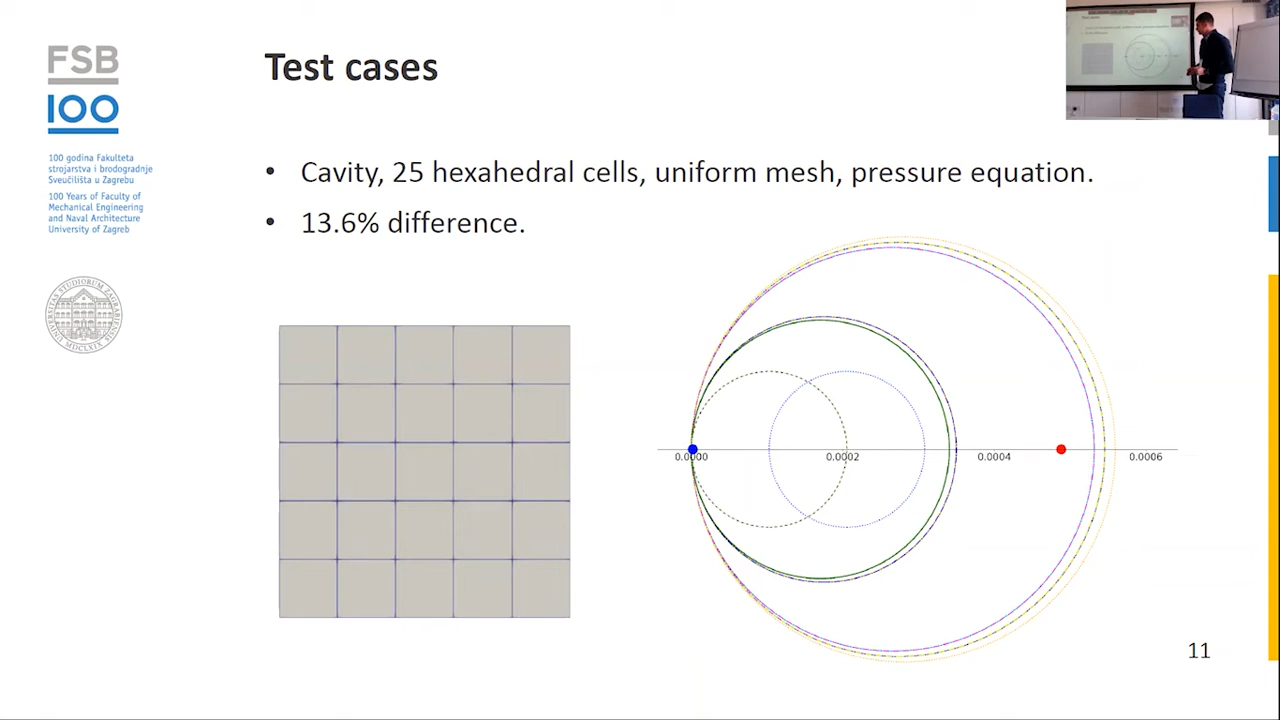 FSB
100
100 godina Fakulteta
strojarstva i brodogradnje
Sveučilišta u Zagrebu
100 Years of Faculty of
Mechanical Engineering
and Naval Architecture
University of Zagreb
Test cases
• Cavity, 25 hexahedral cells, uniform mesh, pressure equation.
• 13.6% difference.
0.0000
0.0002
0.0004
0.0006
11